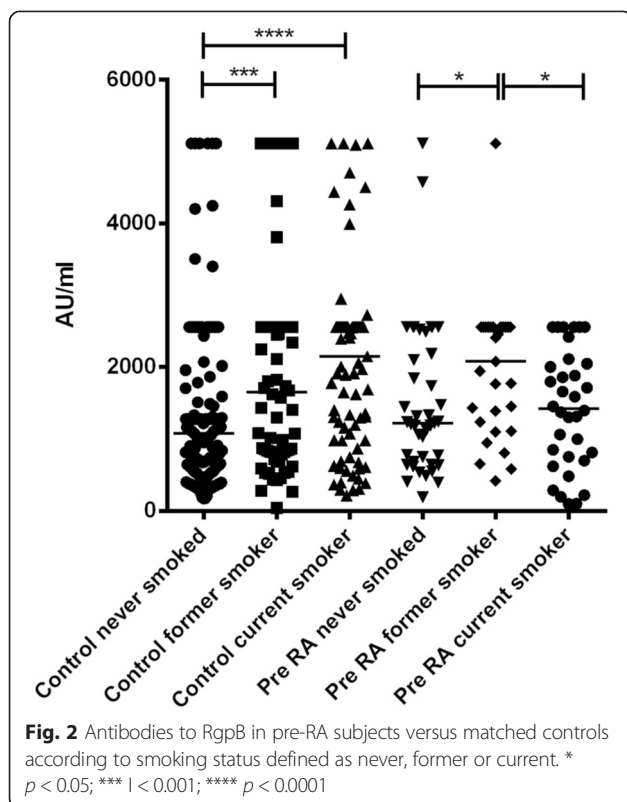 ****
***
*
*
6000
4000
2000
0
AU/ml
Control never smoked
Control former smoker
Control current smoker
Pre RA never smoked
Pre RA former smoker
Pre RA current smoker
Fig. 2 Antibodies to RgpB in pre-RA subjects versus matched controls
according to smoking status defined as never, former or current. *
p < 0.05; *** l < 0.001; **** p < 0.0001